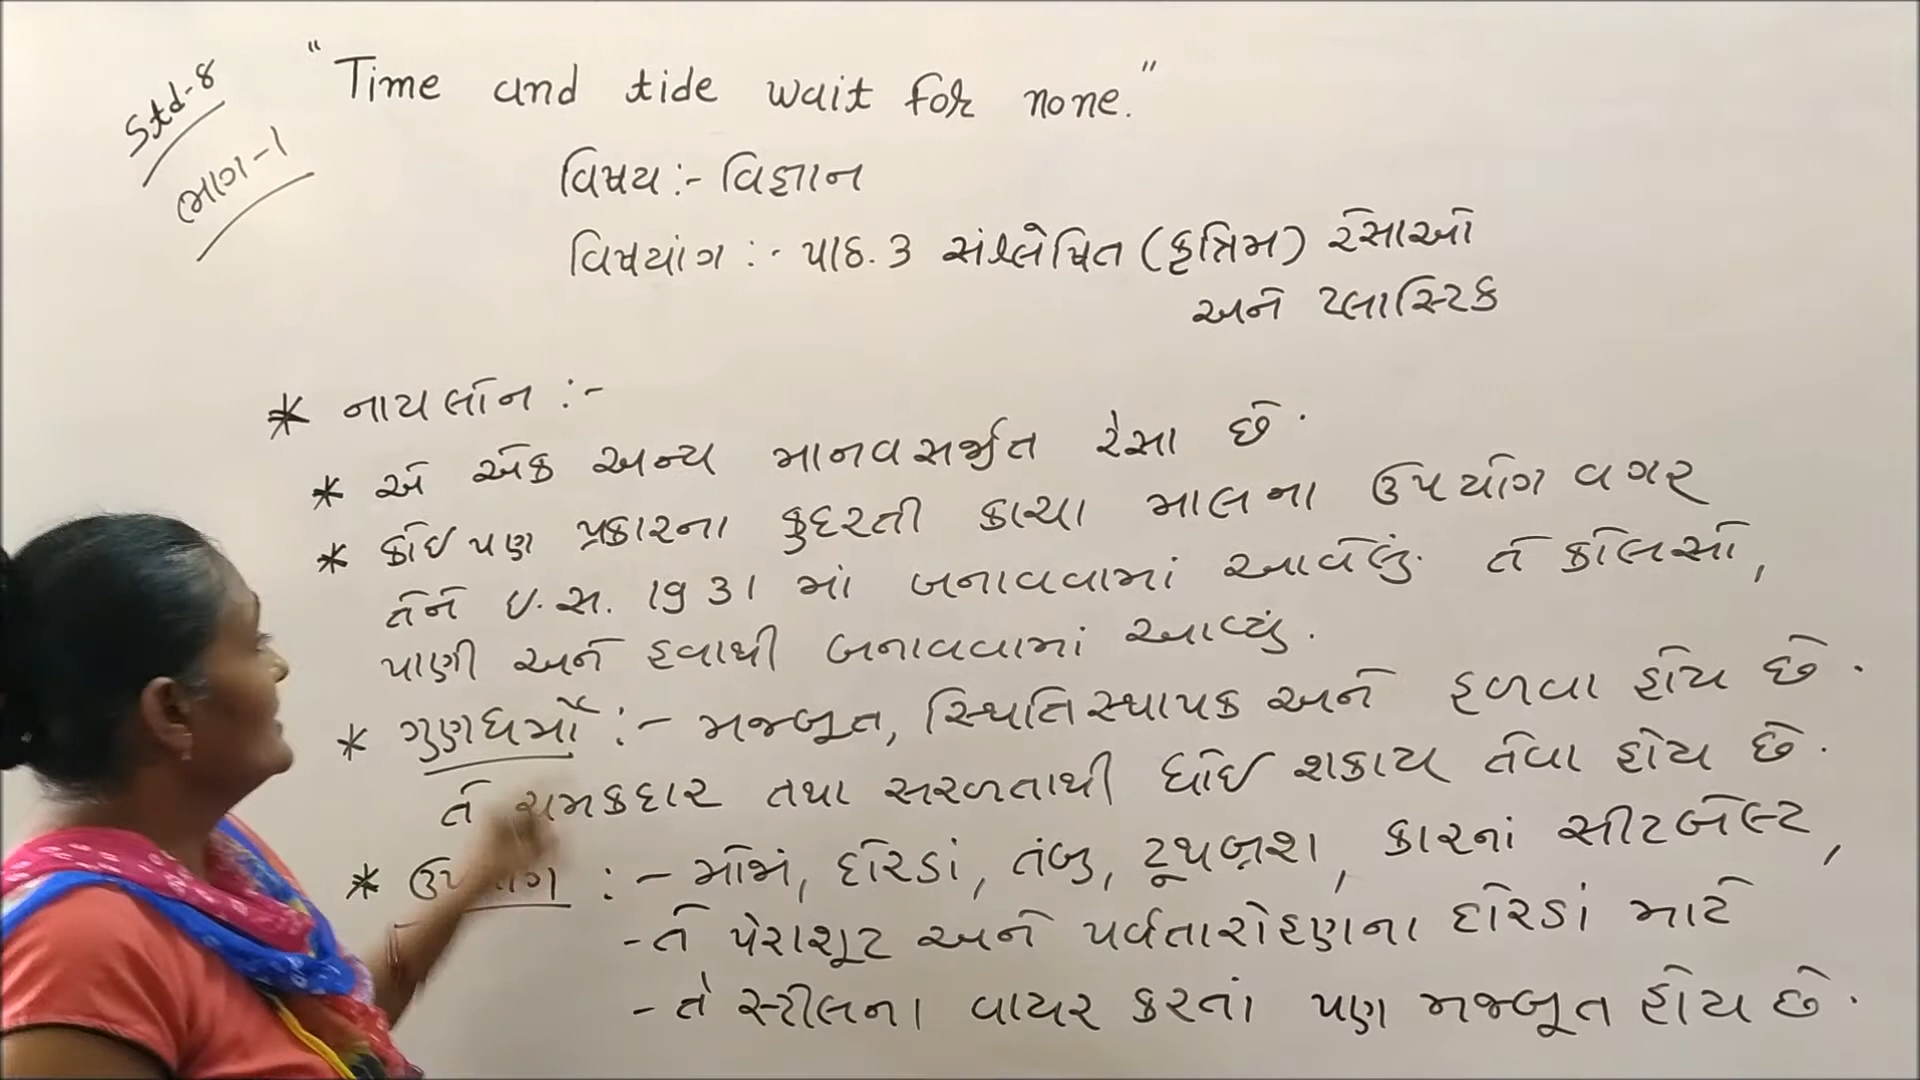 Std-8
ભાગ-1
"Time and tide wait for none."
વિષય :- વિજ્ઞાન
વિષયાંગ :- પાઠ. 3 સંશ્લેષિત (કૃત્રિમ) રેસાઓ
અને પ્લાસ્ટિક
* નાયલોન :-
* એ એક અન્ય માનવસર્જીત રેસા છે.
* કોઈ પણ પ્રકારના કુદરતી કાચા માલના ઉપયોગ વગર
તેને ઇ.સ. 1931 માં બનાવવામાં આવેલું. તે કોલસો,
પાણી અને હવાથી બનાવવામાં આવ્યું.
* ગુણધર્મો :- મજબૂત, સ્થિતિસ્થાપક અને હળવા હોય છે.
તે ચમકદાર તથા સરળતાથી ધોઈ શકાય તેવા હોય છે.
* :- મોજાં, દોરડાં, તંબુ, ટૂથબ્રશ, કારનાં સીટબેલ્ટ,
- તે પેરાશૂટ અને પર્વતારોહણના દોરડાં માટે
- તે સ્ટીલના વાયર કરતાં પણ મજબૂત હોય છે.